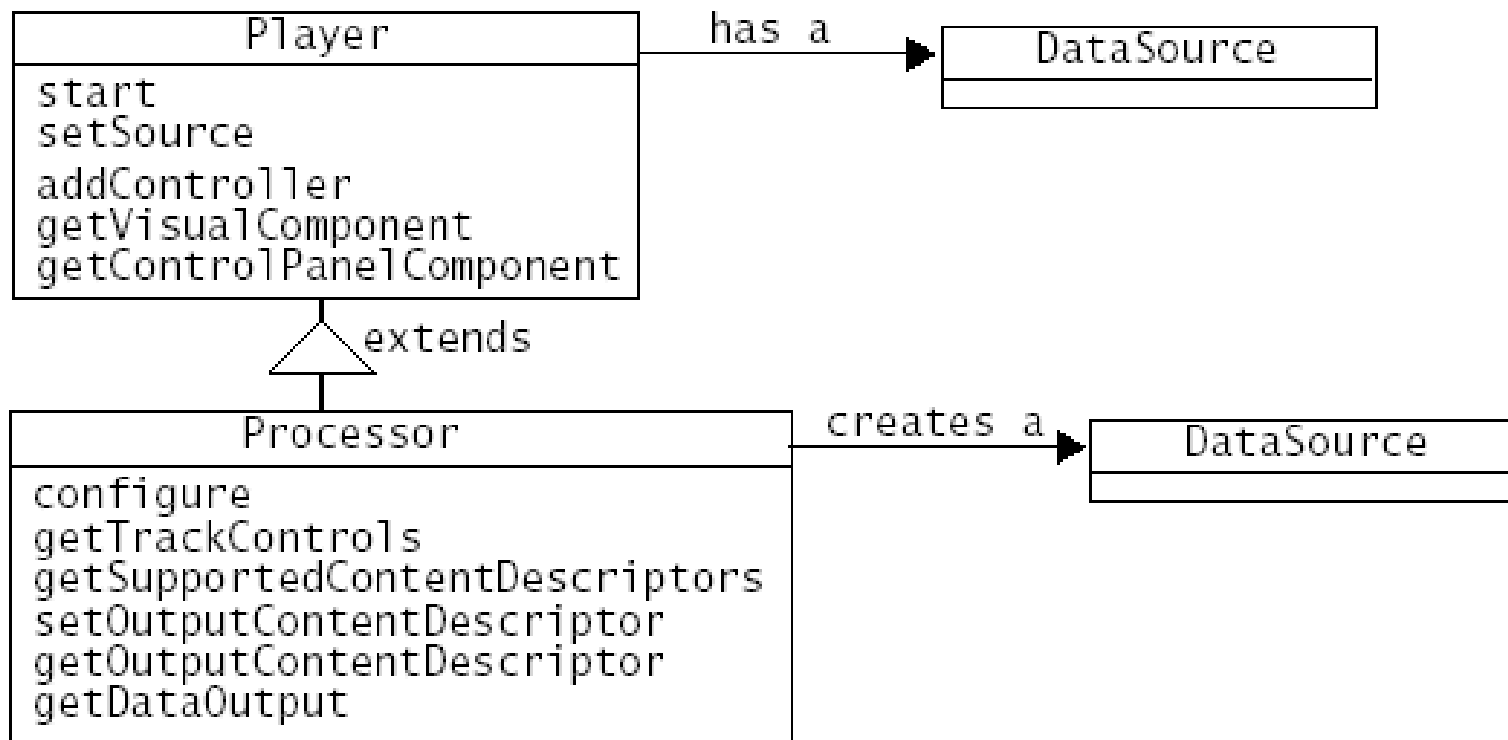 Player
has a
DataSource
start
setSource
addController
getVisualComponent
getControlPanelComponent
extends
Processor
creates a
DataSource
configure
getTrackControls
getSupportedContentDescriptors
setOutputContentDescriptor
getOutputContentDescriptor
getDataOutput